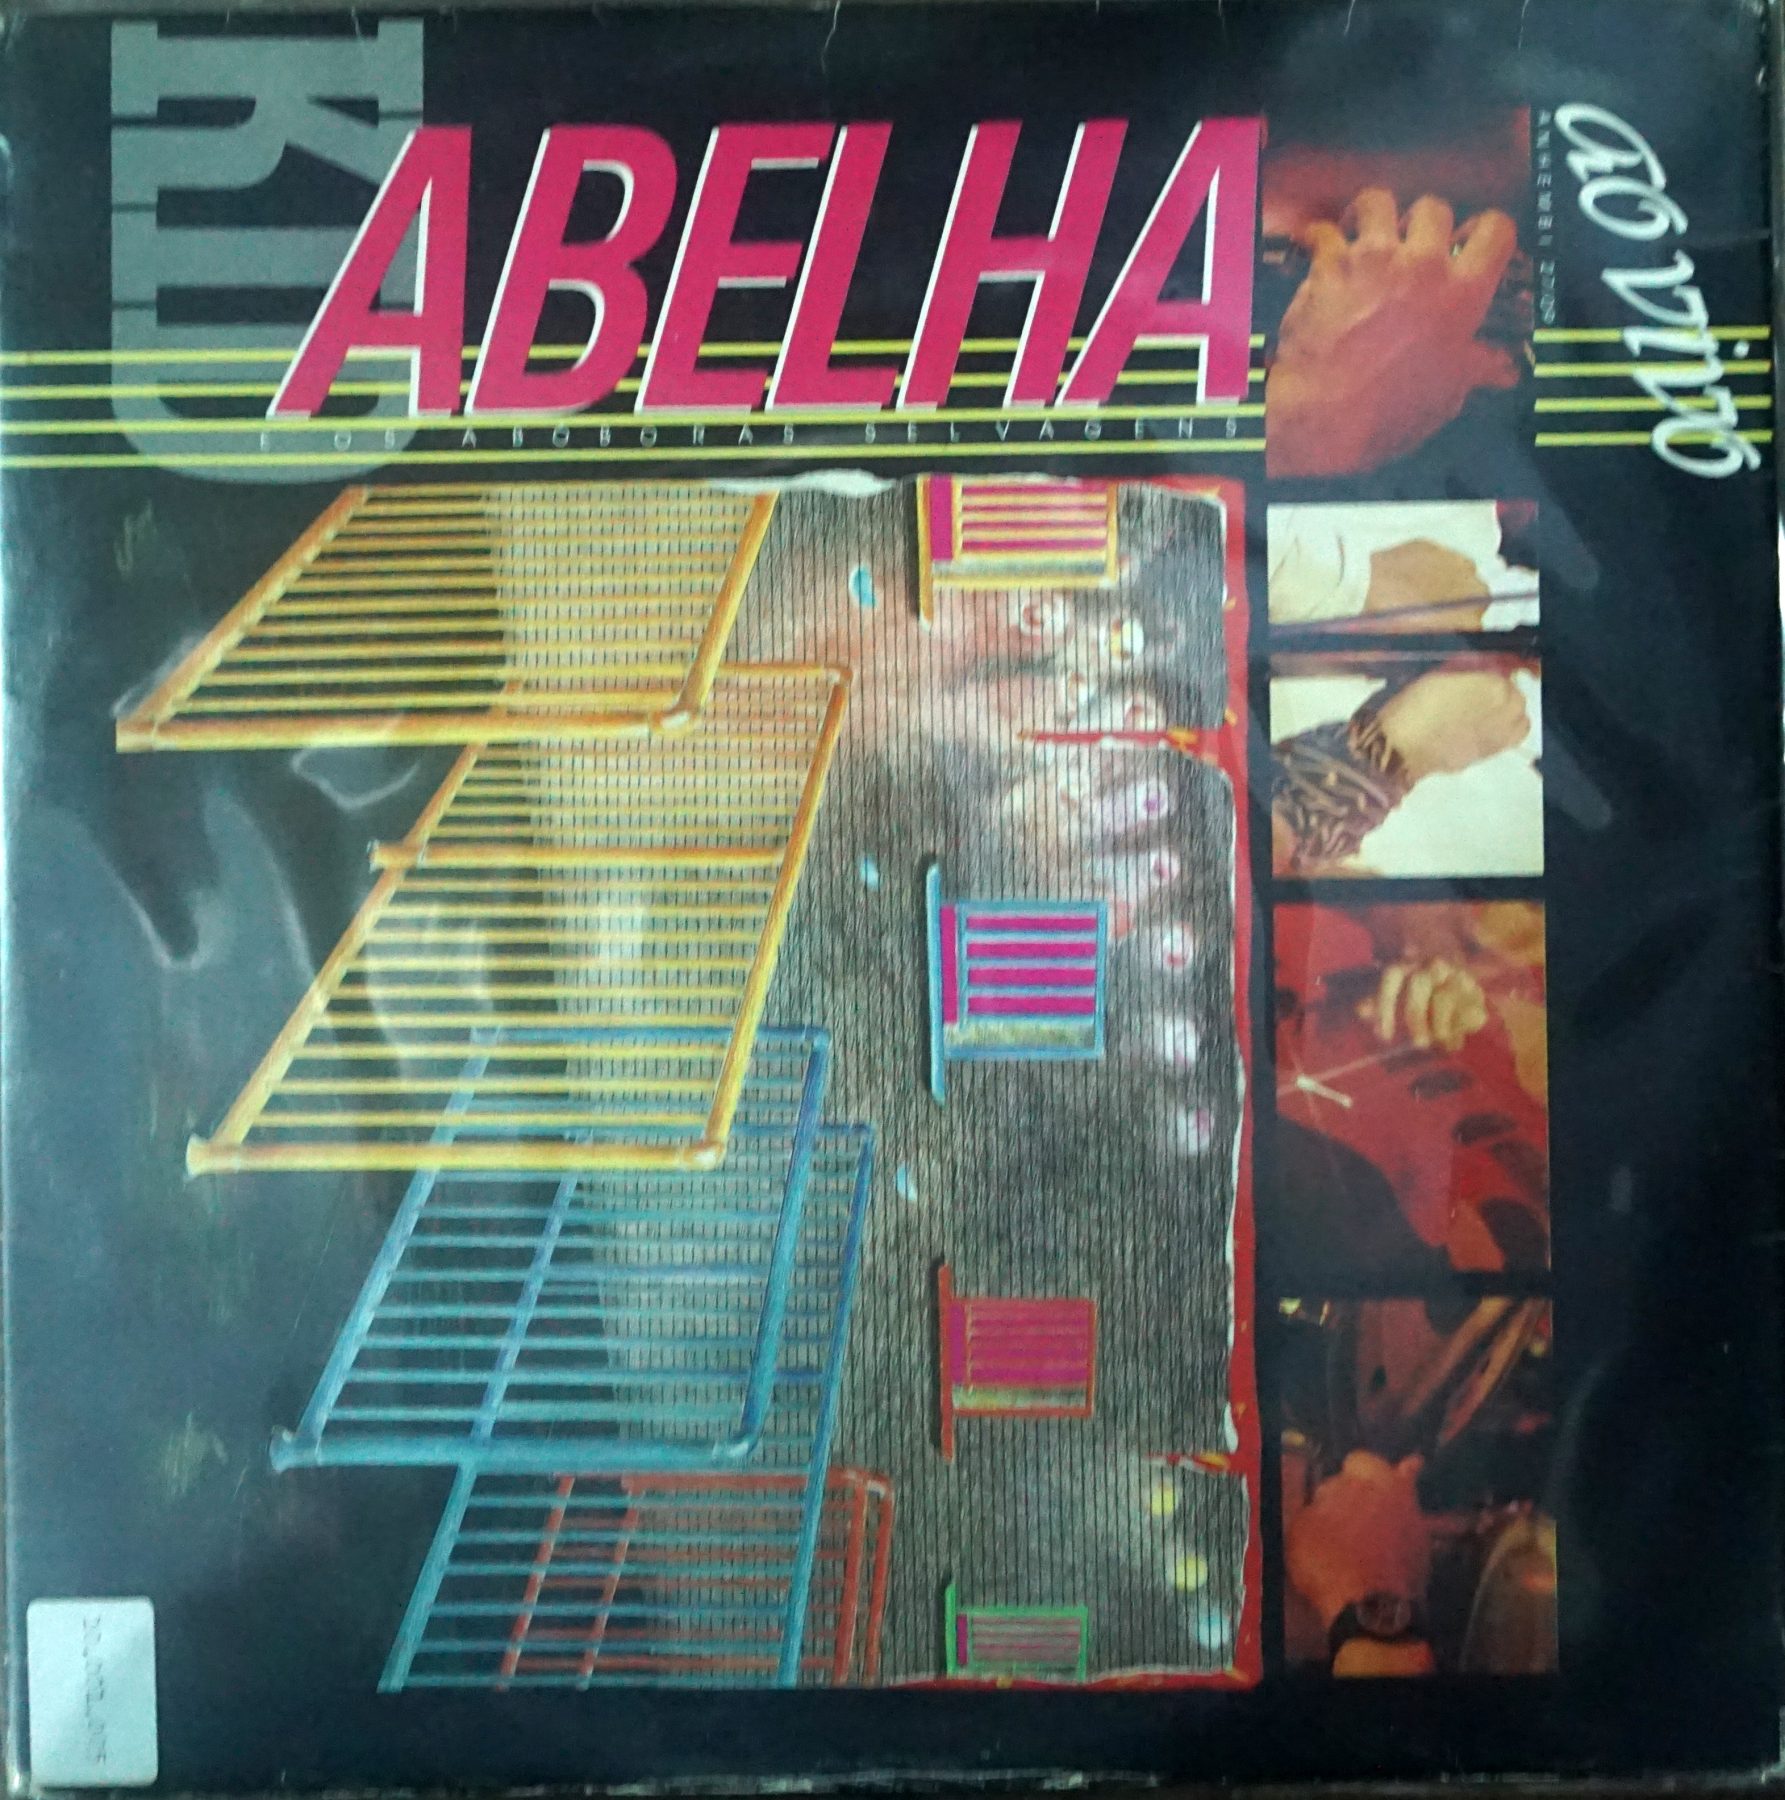 KID
ABELHA
E OS ABÓBORAS SELVAGENS
ao vivo